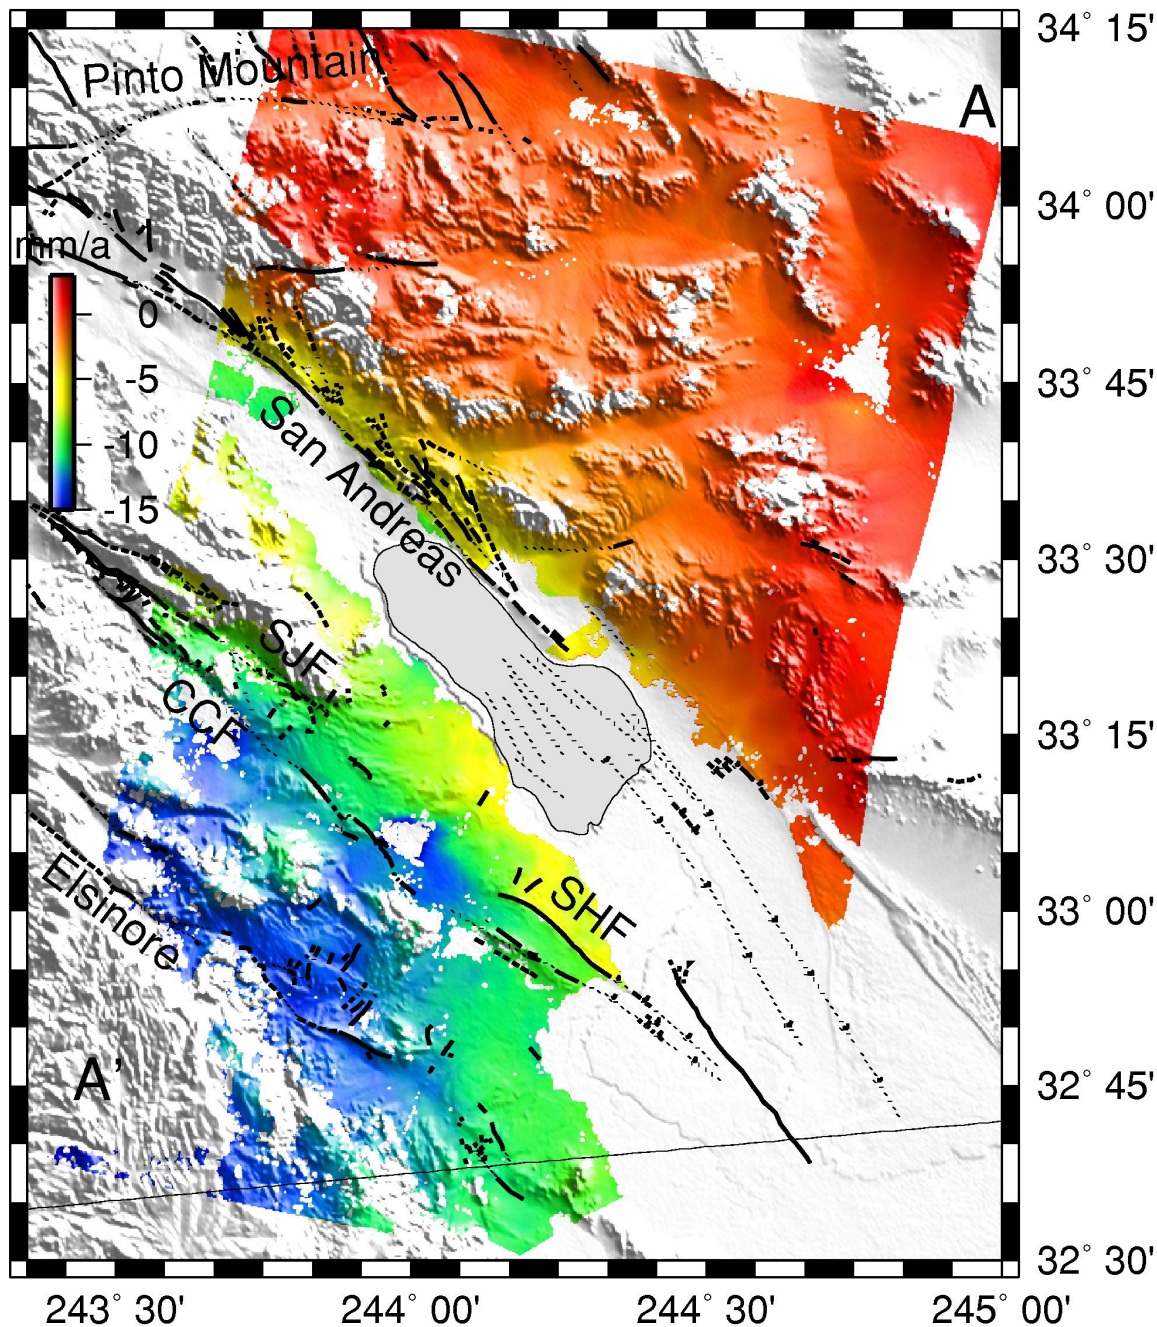 34° 15'
Pinto Mountain
A
34° 00'
mm/a
0
-5
33° 45'
San Andreas
-10
-15
33° 30'
SJF
CCF
33° 15'
Elsinore
SHF
33° 00'
A'
32° 45'
32° 30'
243° 30'
244° 00'
244° 30'
245° 00'